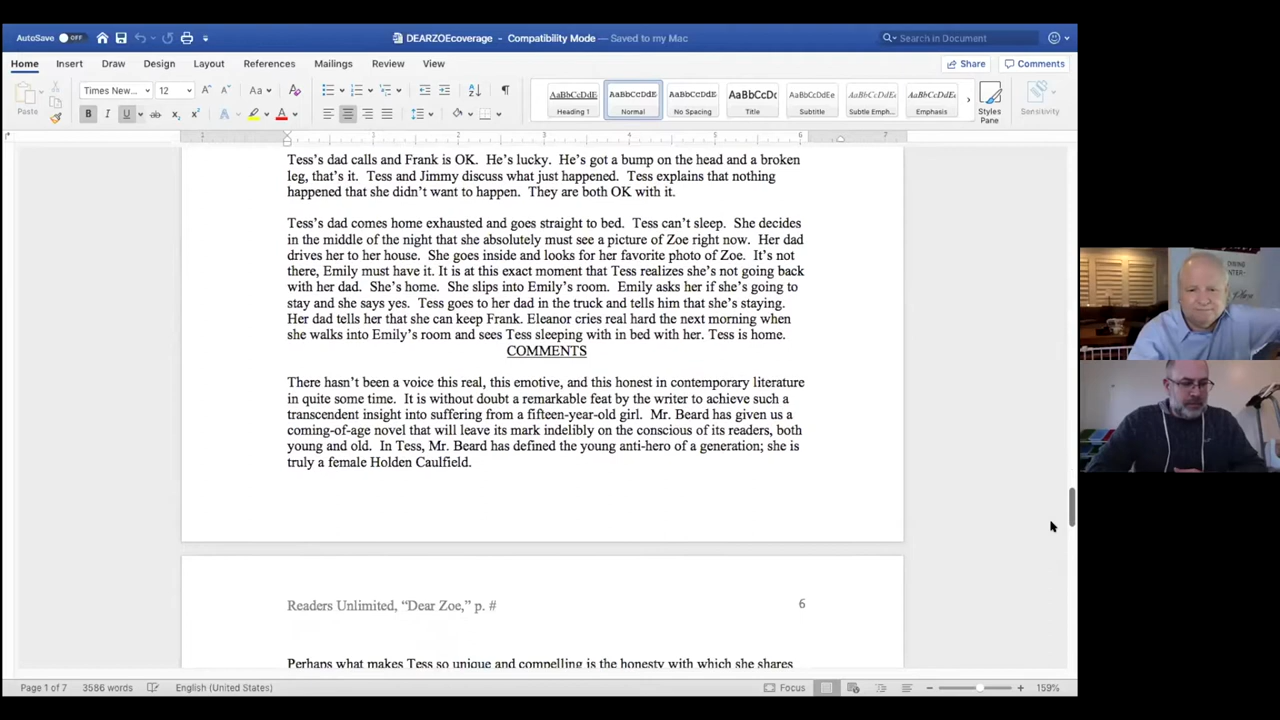 AutoSave OFF DEARZOEcoverage - Compatibility Mode - Saved to my Mac Search in Document
Home Insert Draw Design Layout References Mailings Review View Share Comments
Paste Times New... 12 Aa AaBbCcDdE AaBbCcDdE AaBbCcDdE AaBbCcDc AaBbCcDdE AaBbCcDdE AaBbCcDdE
B I U ab x x A A Heading 1 Normal No Spacing Title Subtitle Subtle Emph... Emphasis Styles Pane Sensitivity
1 1 2 3 4 5 6 7
Tess's dad calls and Frank is OK. He's lucky. He's got a bump on the head and a broken
leg, that's it. Tess and Jimmy discuss what just happened. Tess explains that nothing
happened that she didn't want to happen. They are both OK with it.
Tess's dad comes home exhausted and goes straight to bed. Tess can't sleep. She decides
in the middle of the night that she absolutely must see a picture of Zoe right now. Her dad
drives her to her house. She goes inside and looks for her favorite photo of Zoe. It's not
there, Emily must have it. It is at this exact moment that Tess realizes she's not going back
with her dad. She's home. She slips into Emily's room. Emily asks her if she's going to
stay and she says yes. Tess goes to her dad in the truck and tells him that she's staying.
Her dad tells her that she can keep Frank. Eleanor cries real hard the next morning when
she walks into Emily's room and sees Tess sleeping with in bed with her. Tess is home.
COMMENTS
There hasn't been a voice this real, this emotive, and this honest in contemporary literature
in quite some time. It is without doubt a remarkable feat by the writer to achieve such a
transcendent insight into suffering from a fifteen-year-old girl. Mr. Beard has given us a
coming-of-age novel that will leave its mark indelibly on the conscious of its readers, both
young and old. In Tess, Mr. Beard has defined the young anti-hero of a generation; she is
truly a female Holden Caulfield.
Readers Unlimited, “Dear Zoe,” p. # 6
Perhaps what makes Tess so unique and compelling is the honesty with which she shares
Page 1 of 7 3586 words English (United States) Focus 159%